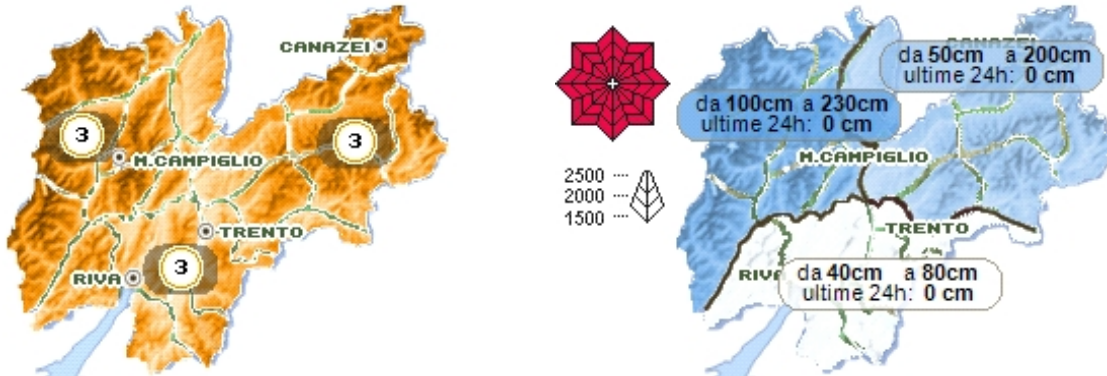 CANAZEI
3
3
M.CAMPIGLIO
TRENTO
3
RIVA
CANAZEI
da 50cm a 200cm
ultime 24h: 0 cm
da 100cm a 230cm
ultime 24h: 0 cm
M.CAMPIGLIO
2500
2000
1500
TRENTO
RIVA
da 40cm a 80cm
ultime 24h: 0 cm